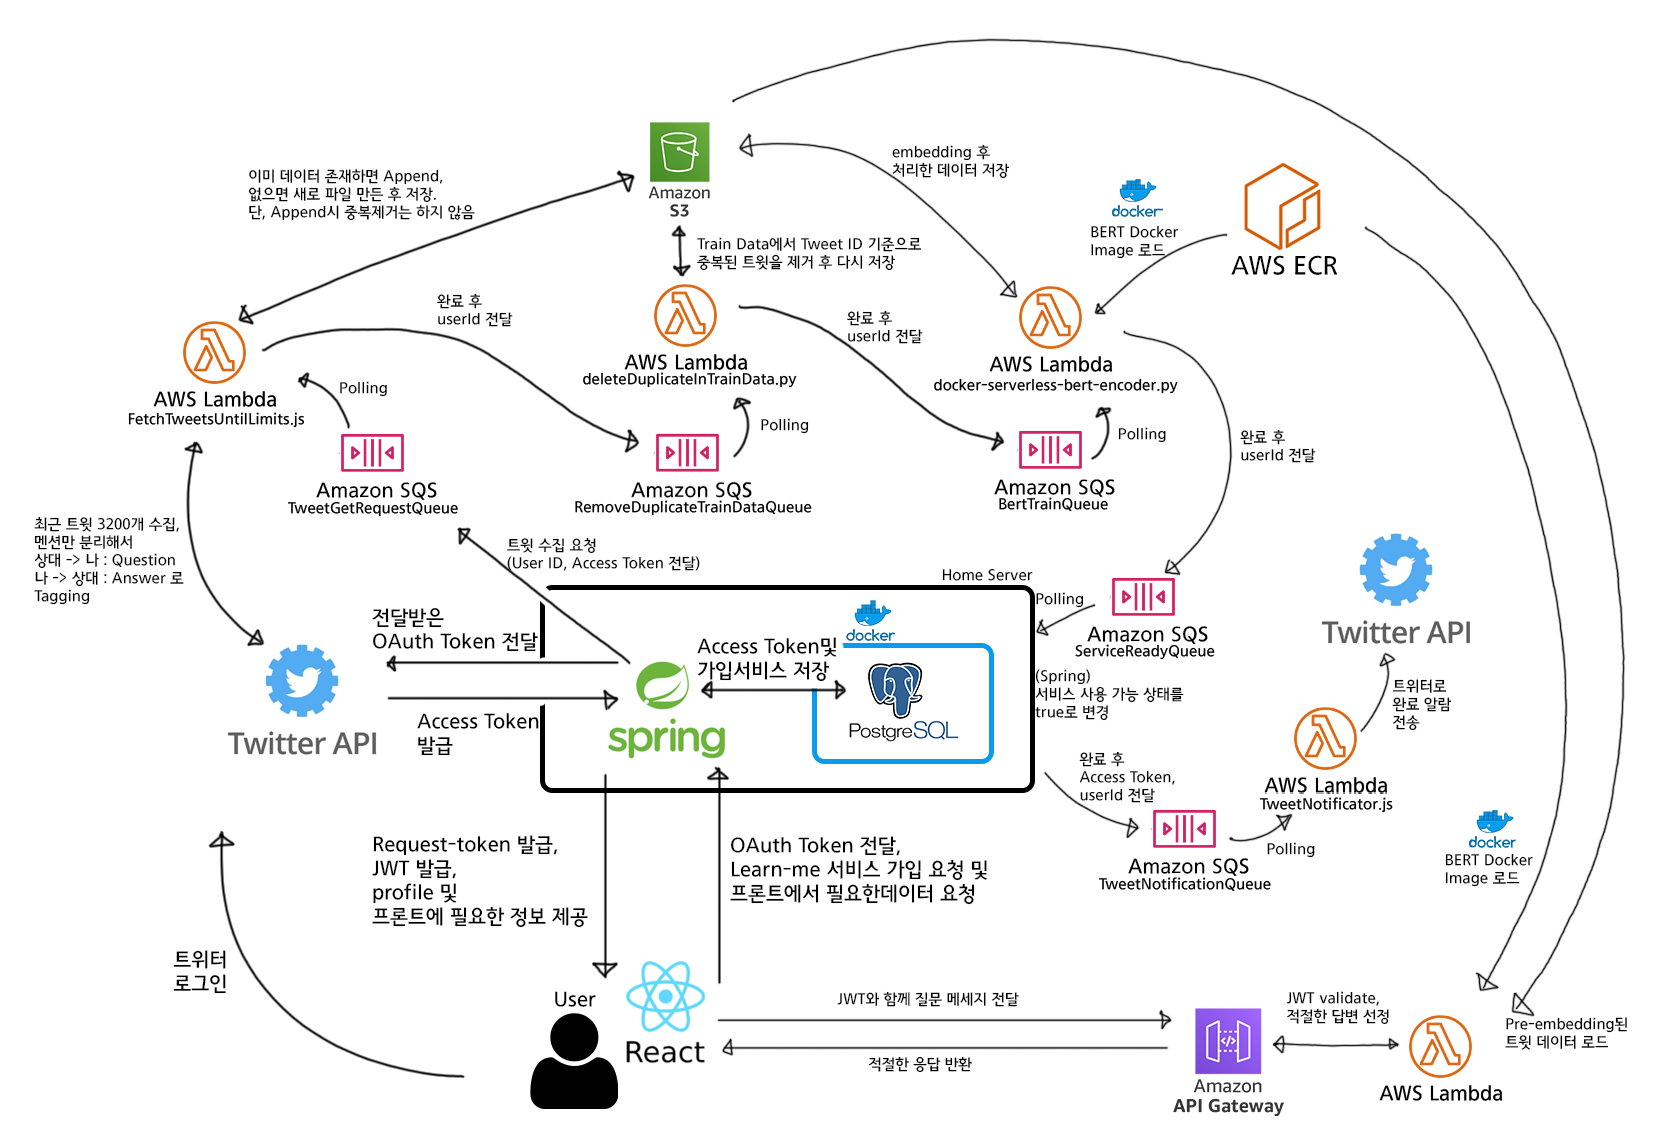 Amazon
S3
이미 데이터 존재하면 Append,
없으면 새로 파일 만든 후 저장.
단, Append시 중복제거는 하지 않음
embedding 후
처리한 데이터 저장
docker
BERT Docker
Image 로드
AWS ECR
Train Data에서 Tweet ID 기준으로
중복된 트윗을 제거 후 다시 저장
완료 후
userId 전달
완료 후
userId 전달
AWS Lambda
FetchTweetsUntilLimits.js
Polling
AWS Lambda
deleteDuplicateInTrainData.py
Polling
AWS Lambda
docker-serverless-bert-encoder.py
Polling
완료 후
userId 전달
Amazon SQS
TweetGetRequestQueue
Amazon SQS
RemoveDuplicateTrainDataQueue
Amazon SQS
BertTrainQueue
최근 트윗 3200개 수집,
멘션만 분리해서
상대 -> 나 : Question
나 -> 상대 : Answer 로
Tagging
트윗 수집 요청
(User ID, Access Token 전달)
Home Server
Polling
Amazon SQS
ServiceReadyQueue
Twitter API
전달받은
OAuth Token 전달
docker
Access Token및
가입서비스 저장
spring
PostgreSQL
(Spring)
서비스 사용 가능 상태를
true로 변경
트위터로
완료 알람
전송
Twitter API
Access Token
발급
완료 후
Access Token,
userId 전달
AWS Lambda
TweetNotificator.js
Polling
Amazon SQS
TweetNotificationQueue
docker
BERT Docker
Image 로드
Request-token 발급,
JWT 발급,
profile 및
프론트에 필요한 정보 제공
OAuth Token 전달,
Learn-me 서비스 가입 요청 및
프론트에서 필요한데이터 요청
트위터
로그인
User
React
JWT와 함께 질문 메세지 전달
적절한 응답 반환
Amazon
API Gateway
JWT validate,
적절한 답변 선정
AWS Lambda
Pre-embedding된
트윗 데이터 로드